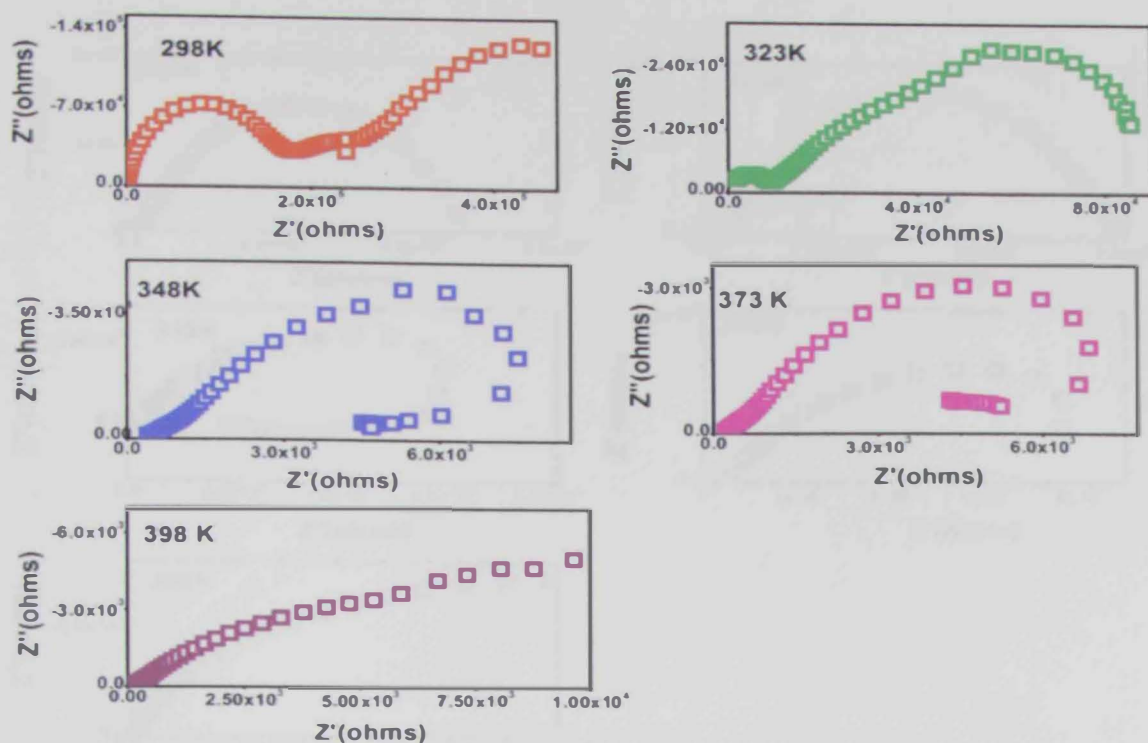 298K
Z"(ohms)
-1.4x10⁵
-7.0x10⁴
0.0
0.0
2.0x10⁵
4.0x10⁵
Z'(ohms)
323K
Z"(ohms)
-2.40x10⁴
-1.20x10⁴
0.00
0.0
4.0x10⁴
8.0x10⁴
Z'(ohms)
348K
Z"(ohms)
0.00
3.0x10³
6.0x10³
Z'(ohms)
373 K
Z"(ohms)
-3.0x10³
0.0
0.0
3.0x10³
6.0x10³
Z'(ohms)
398 K
Z"(ohms)
-6.0x10³
-3.0x10³
0.0
0.00
2.50x10³
5.00x10³
7.50x10³
1.00x10⁴
Z'(ohms)